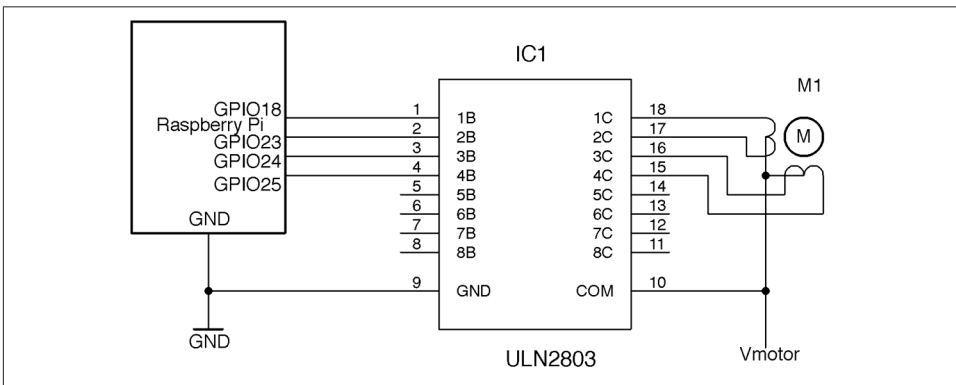 IC1
M1
M
GPIO18
Raspberry Pi
GPIO23
GPIO24
GPIO25
GND
GND
1
2
3
4
5
6
7
8
9
1B
2B
3B
4B
5B
6B
7B
8B
GND
1C
2C
3C
4C
5C
6C
7C
8C
COM
18
17
16
15
14
13
12
11
10
ULN2803
Vmotor